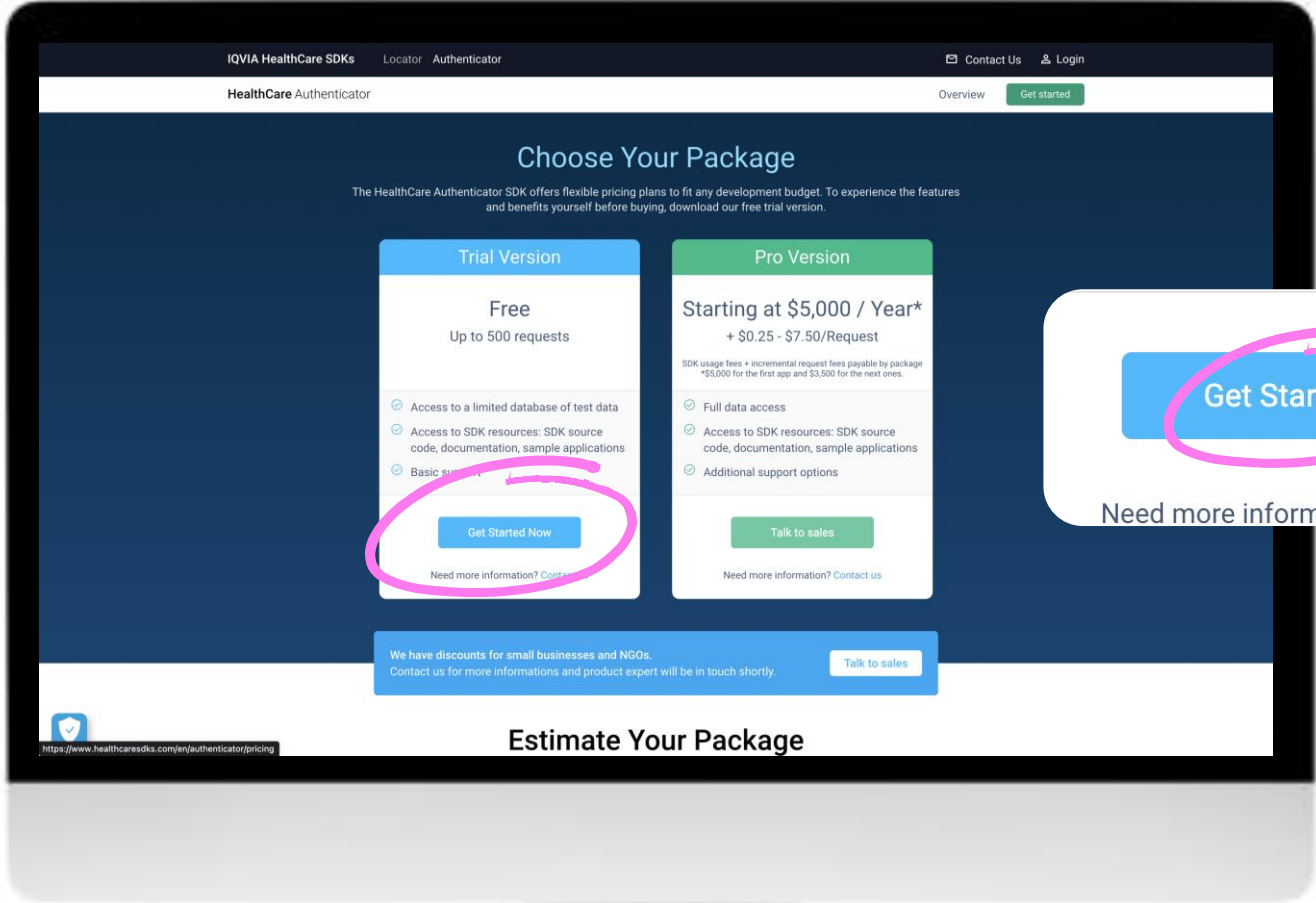 IQVIA HealthCare SDKs Locator Authenticator Contact Us Login
HealthCare Authenticator Overview Get started
Choose Your Package
The HealthCare Authenticator SDK offers flexible pricing plans to fit any development budget. To experience the features
and benefits yourself before buying, download our free trial version.
Trial Version
Free
Up to 500 requests
Access to a limited database of test data
Access to SDK resources: SDK source
code, documentation, sample applications
Basic support
Get Started Now
Need more information? Contact
Pro Version
Starting at $5,000 / Year*
+ $0.25 - $7.50/Request
SDK usage fees + incremental request fees payable by package
*$5,000 for the first app and $3,500 for the next ones.
Full data access
Access to SDK resources: SDK source
code, documentation, sample applications
Additional support options
Talk to sales
Need more information? Contact us
Get Star
Need more inform
We have discounts for small businesses and NGOs.
Contact us for more informations and product expert will be in touch shortly.
Talk to sales
Estimate Your Package
https://www.healthcaresdks.com/en/authenticator/pricing